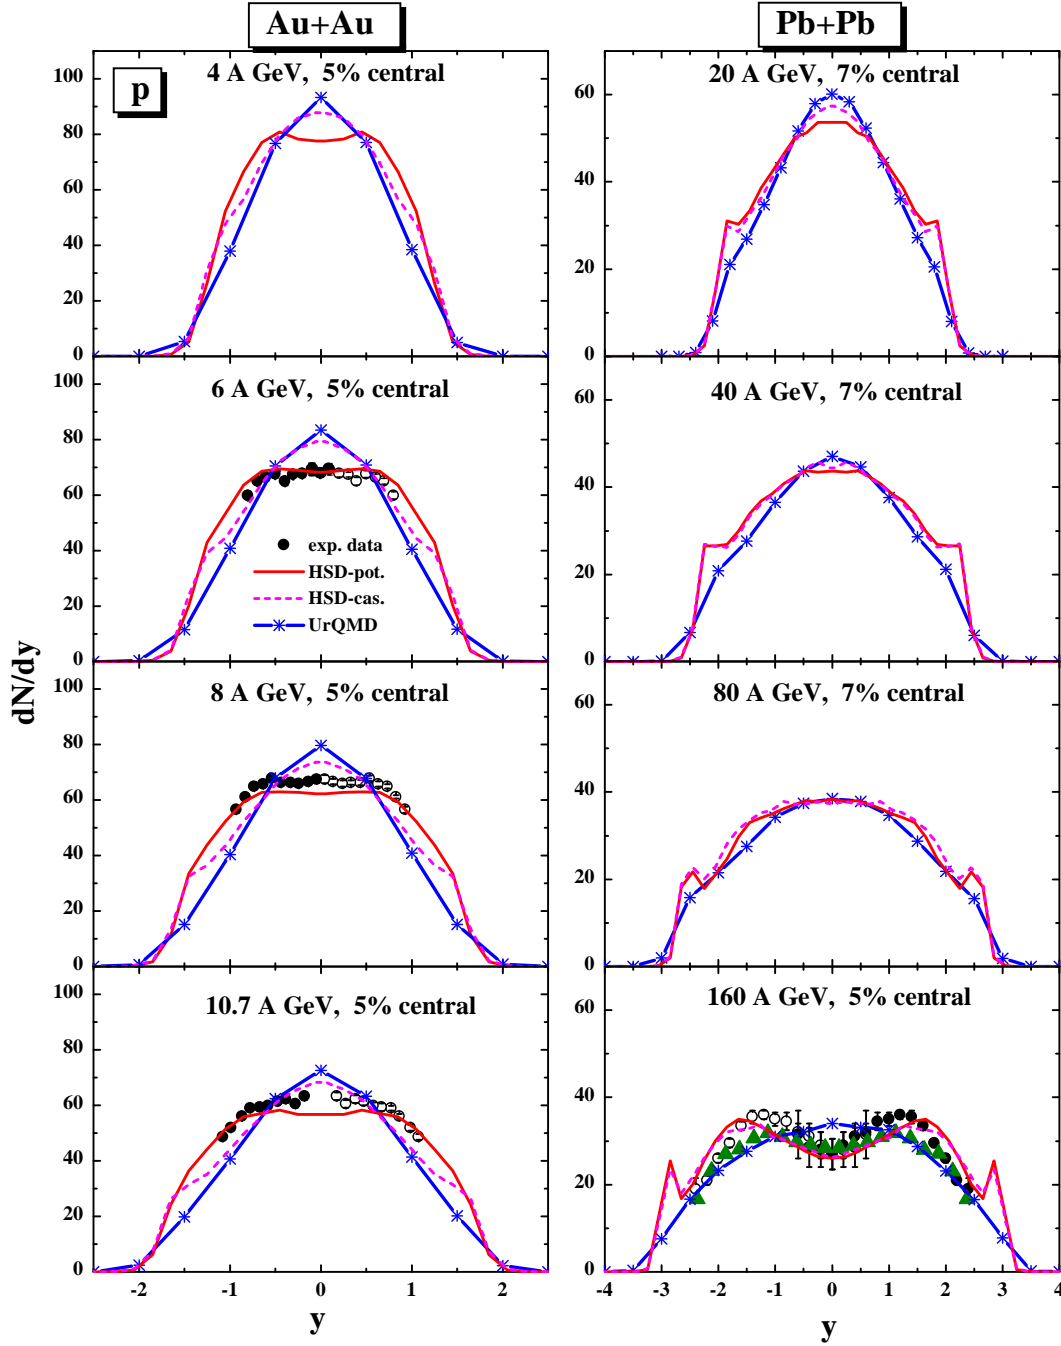 Au+Au
Pb+Pb
p
4 A GeV, 5% central
100
80
60
40
20
0
20 A GeV, 7% central
60
40
20
0
6 A GeV, 5% central
100
80
60
40
20
0
exp. data
HSD-pot.
HSD-cas.
UrQMD
40 A GeV, 7% central
60
40
20
0
dN/dy
8 A GeV, 5% central
100
80
60
40
20
0
80 A GeV, 7% central
60
40
20
0
10.7 A GeV, 5% central
100
80
60
40
20
0
-2 -1 0 1 2
y
160 A GeV, 5% central
60
40
20
0
-4 -3 -2 -1 0 1 2 3 4
y